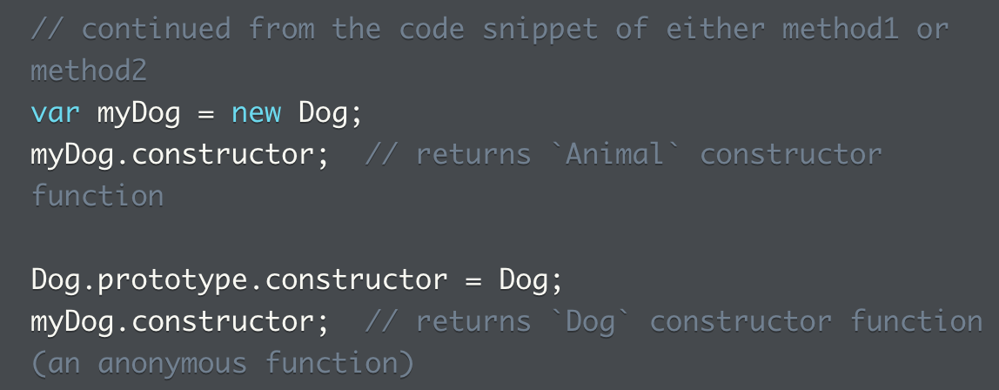 // continued from the code snippet of either method1 or
method2
var myDog = new Dog;
myDog.constructor;  // returns `Animal` constructor
function
Dog.prototype.constructor = Dog;
myDog.constructor;  // returns `Dog` constructor function
(an anonymous function)